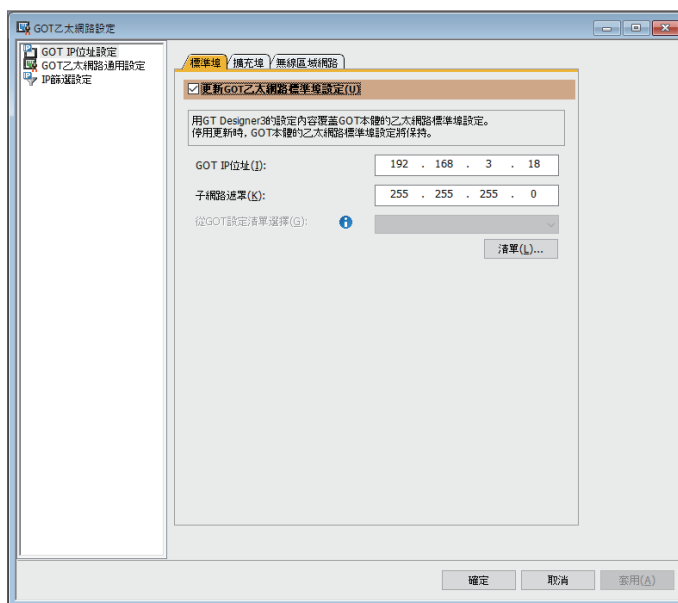 GOT乙太網路設定
GOT IP位址設定
GOT乙太網路通用設定
IP篩選設定
標準埠
擴充埠
無線區域網路
更新GOT乙太網路標準埠設定(U)
用GT Designer3的設定內容覆蓋GOT本體的乙太網路標準埠設定。
停用更新時，GOT本體的乙太網路標準埠設定將保持。
GOT IP位址(I): 192 . 168 . 3 . 18
子網路遮罩(K): 255 . 255 . 255 . 0
從GOT設定清單選擇(G):
清單(L)...
確定 取消 套用(A)